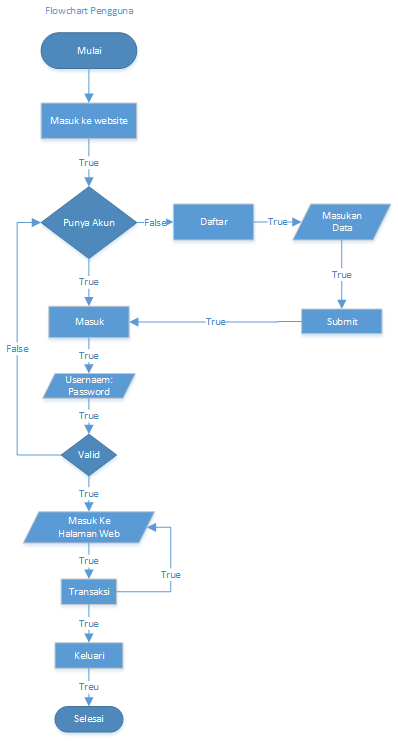 Flowchart Pengguna
Mulai
Masuk ke website
True
Punya Akun
False
Daftar
True
Masukan
Data
True
True
Submit
True
Masuk
True
False
Usernaem:
Password
True
Valid
True
Masuk Ke
Halaman Web
True
True
Transaksi
True
Keluari
Treu
Selesai